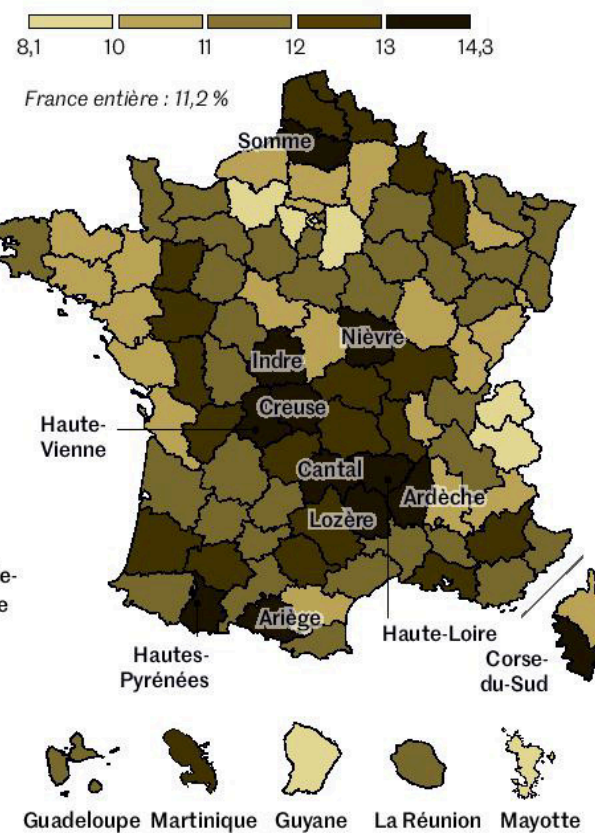 8,1 10 11 12 13 14,3
France entière : 11,2 %
Somme
Nièvre
Indre
Creuse
Haute-
Vienne
Cantal
Ardèche
Lozère
e-
e
Ariège
Haute-Loire
Hautes-
Pyrénées
Corse-
du-Sud
Guadeloupe Martinique Guyane La Réunion Mayotte